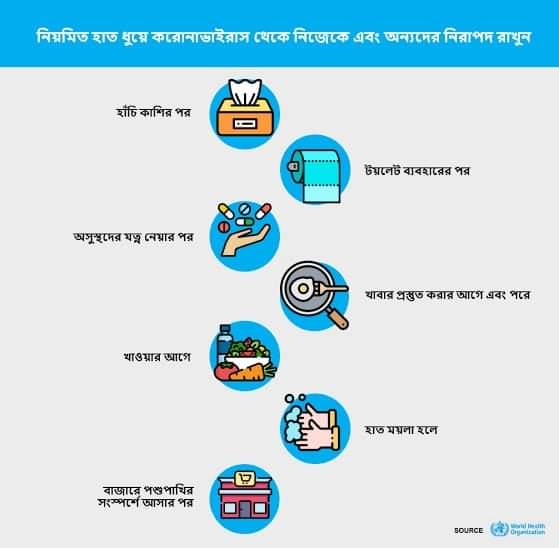 নিয়মিত হাত ধুয়ে করোনাভাইরাস থেকে নিজেকে এবং অন্যদের নিরাপদ রাখুন
হাঁচি কাশির পর
টয়লেট ব্যবহারের পর
অসুস্থদের যত্ন নেয়ার পর
খাবার প্রস্তুত করার আগে এবং পরে
খাওয়ার আগে
হাত ময়লা হলে
বাজারে পশুপাখির
সংস্পর্শে আসার পর
SOURCE
World Health
Organization